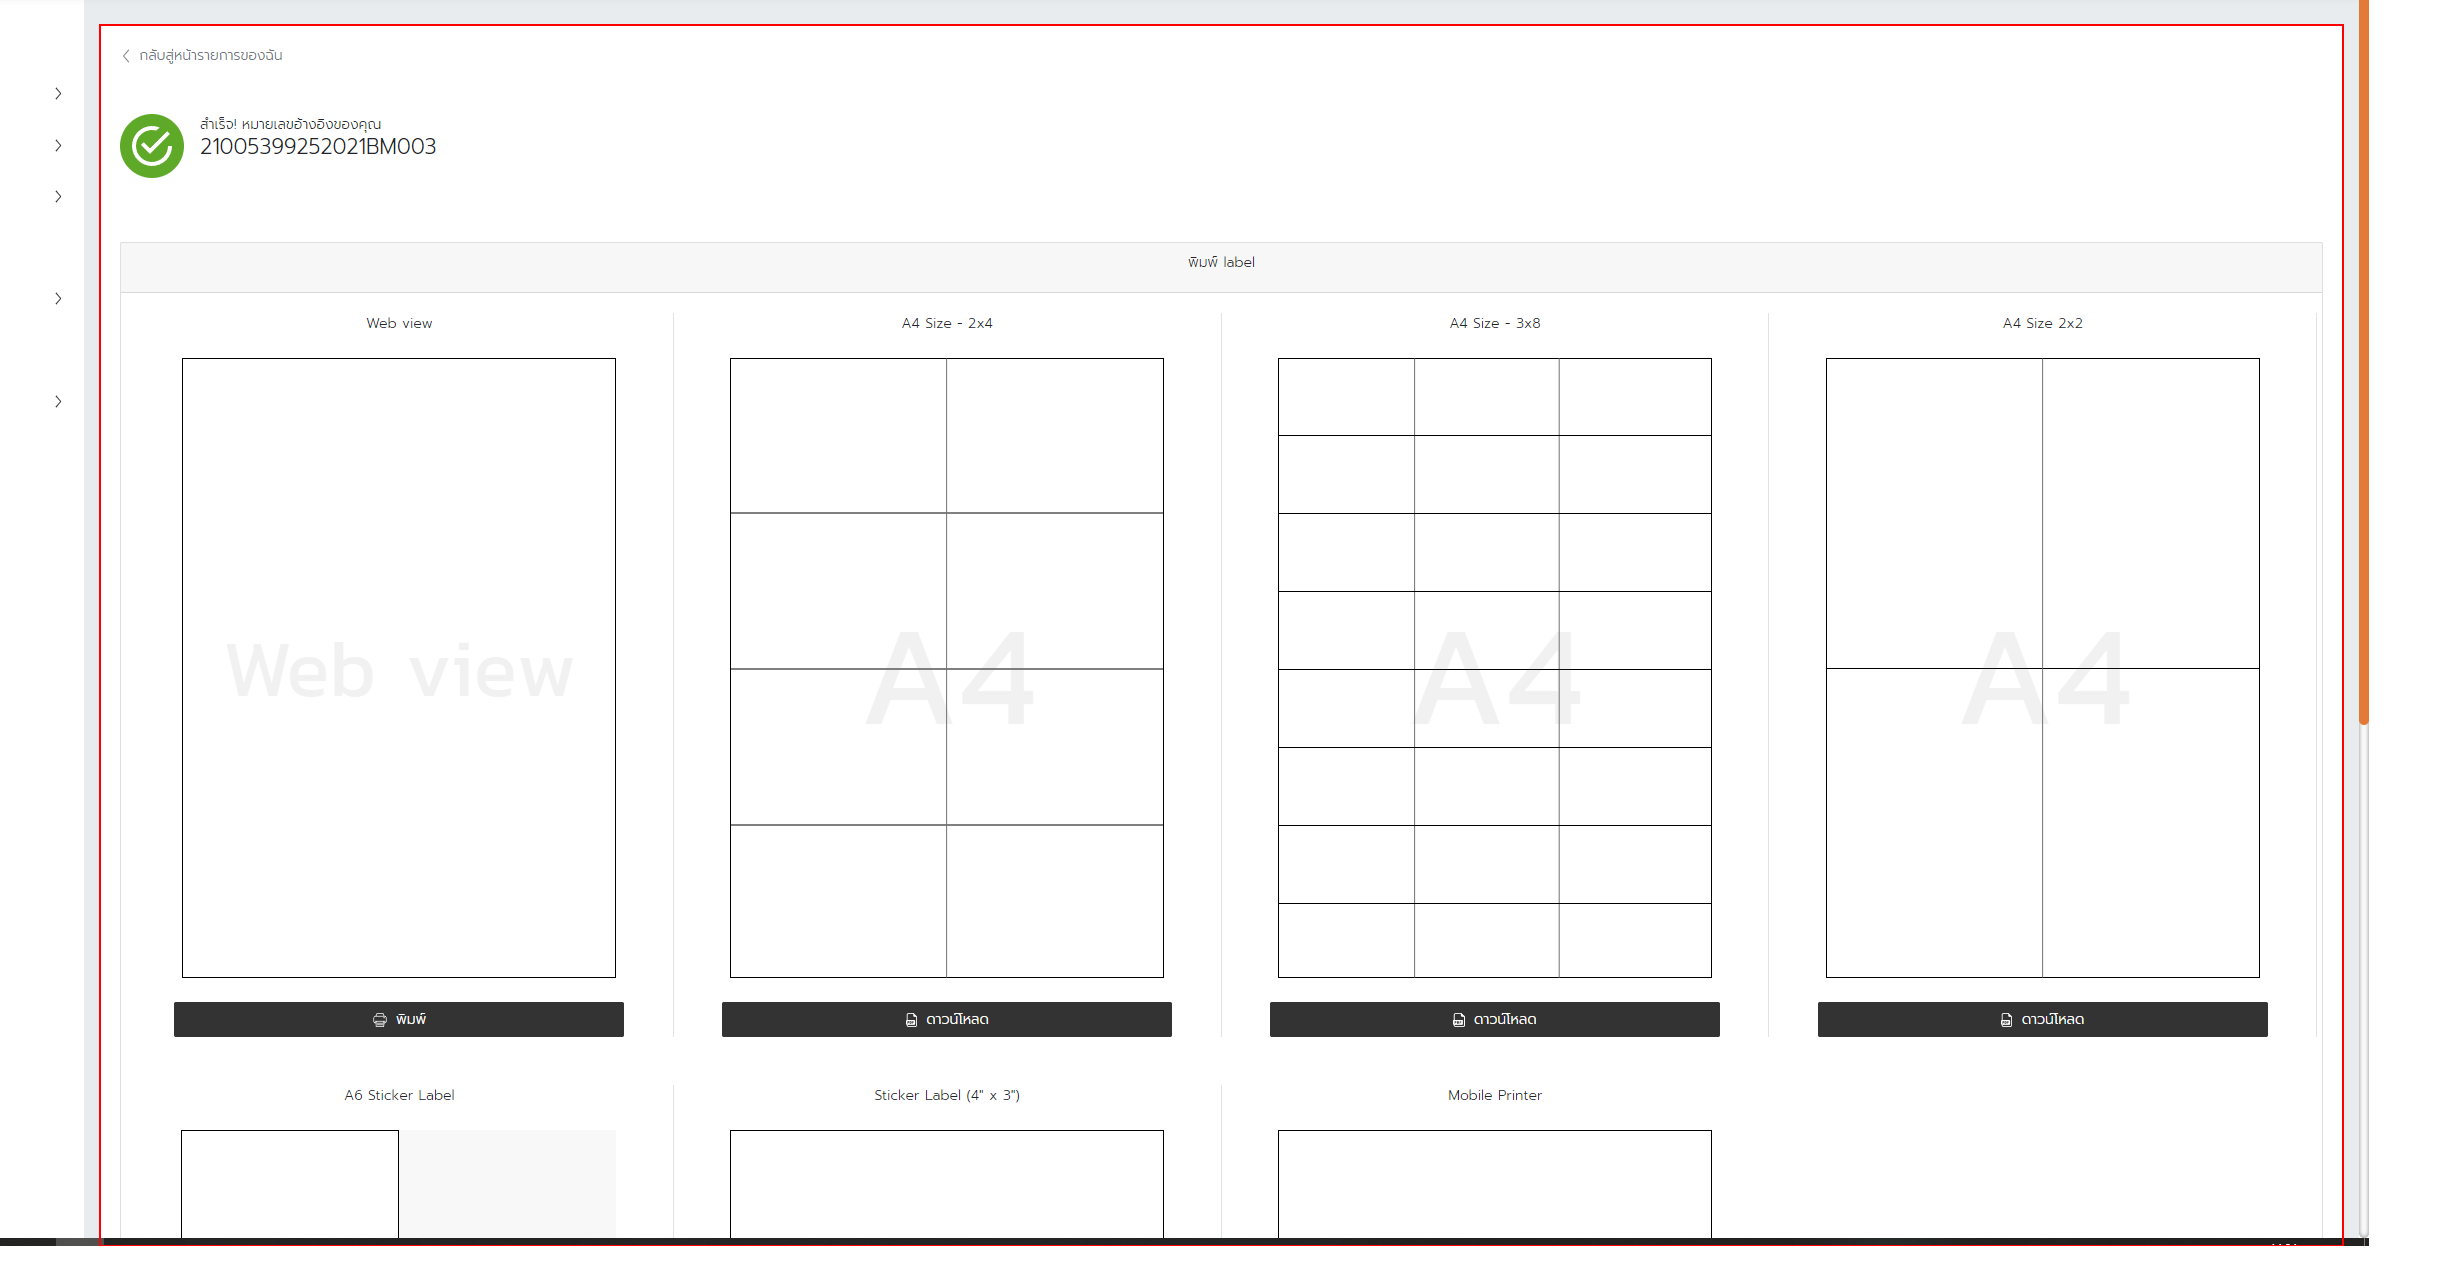 กลับสู่หน้ารายการของฉัน
สำเร็จ! หมายเลขอ้างอิงของคุณ
21005399252021BM003
พิมพ์ label
Web view
A4 Size - 2x4
A4 Size - 3x8
A4 Size 2x2
Web view
A4
A4
A4
พิมพ์
ดาวน์โหลด
ดาวน์โหลด
ดาวน์โหลด
A6 Sticker Label
Sticker Label (4" x 3")
Mobile Printer